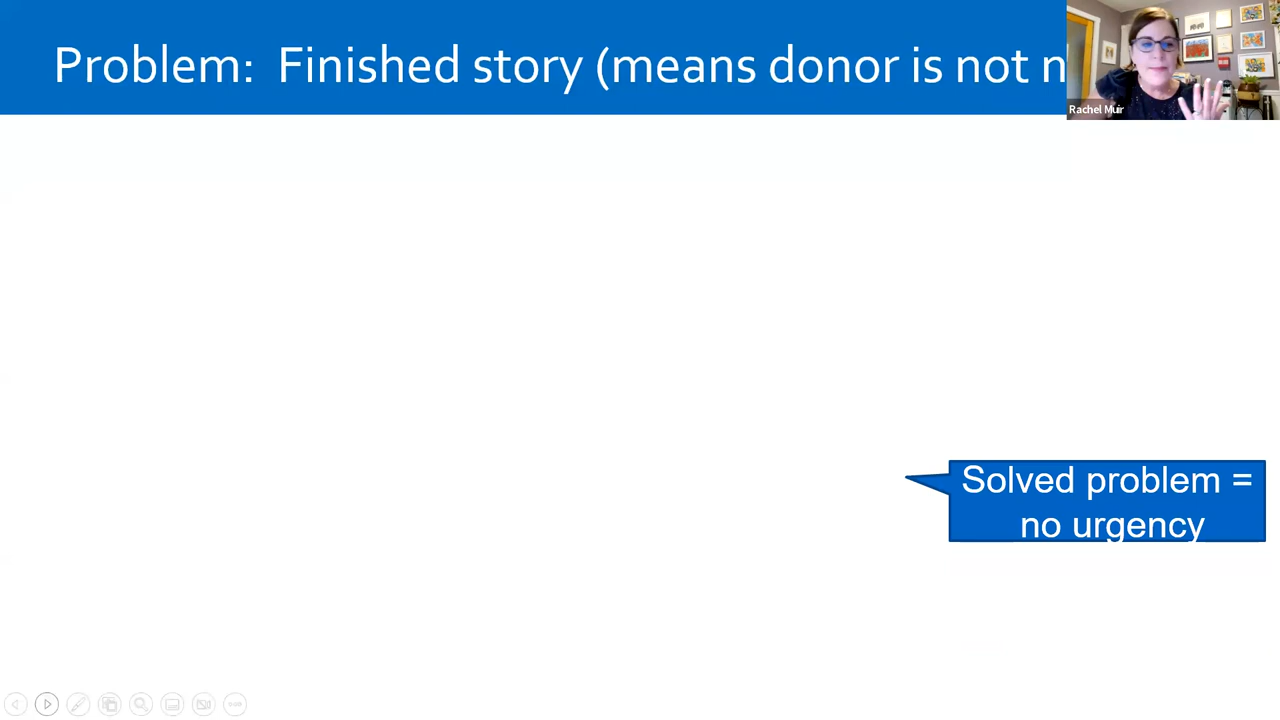 Problem: Finished story (means donor is not
Rachel Muir
Solved problem =
no urgency